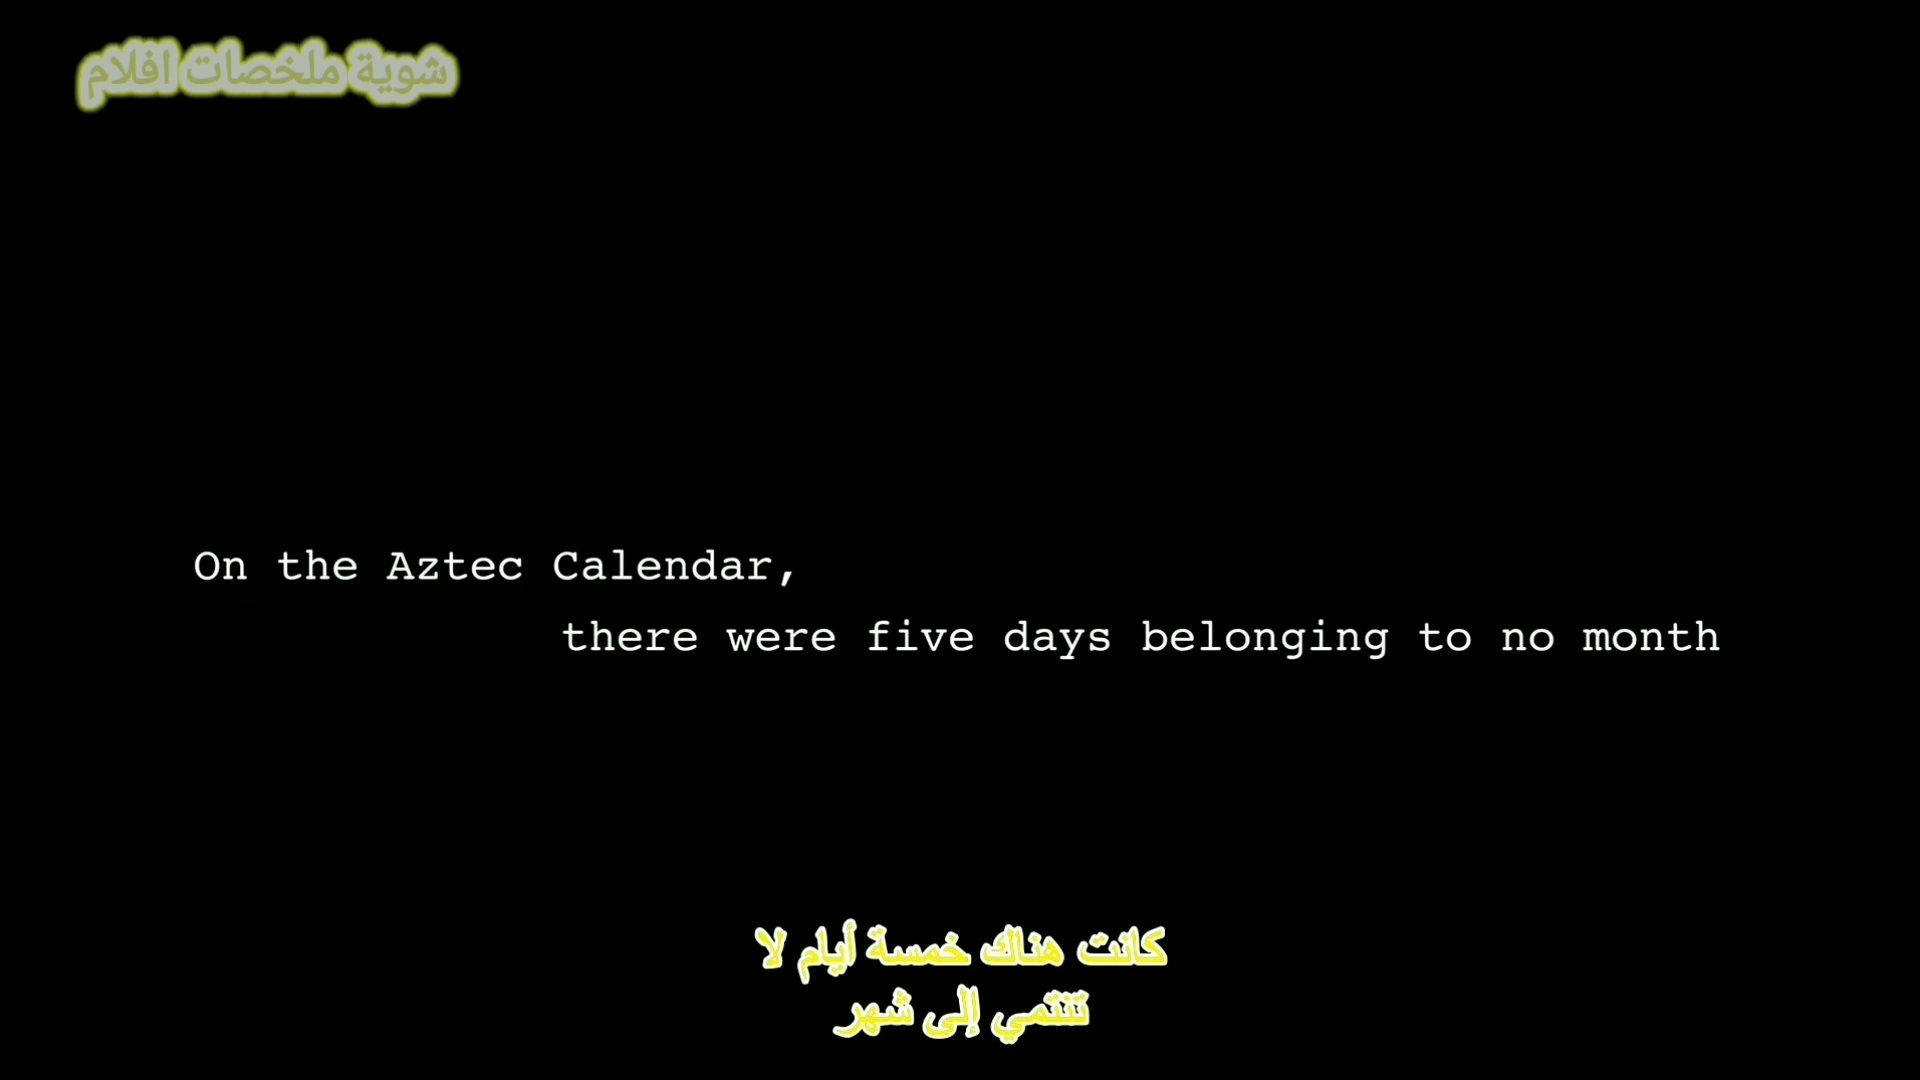 شوية ملخصات افلام
On the Aztec Calendar,
there were five days belonging to no month
كانت هناك خمسة أيام لا
تنتمي إلى شهر